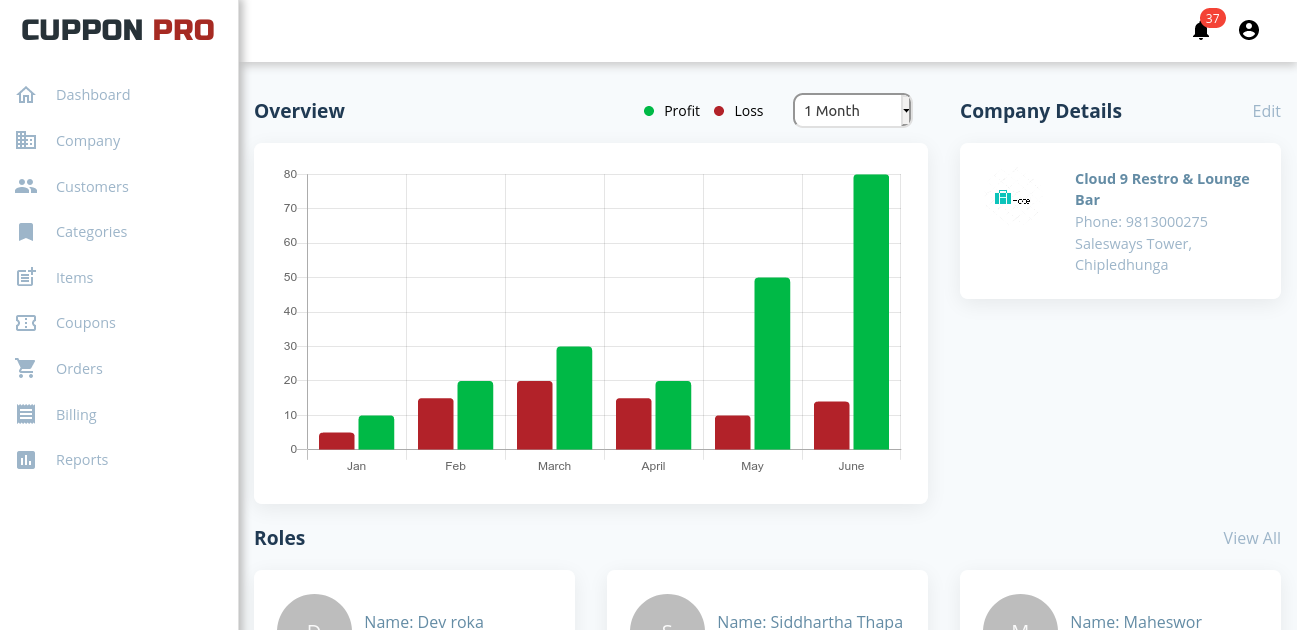 CUPPON PRO
37
Dashboard
Company
Customers
Categories
Items
Coupons
Orders
Billing
Reports
Overview
Profit
Loss
1 Month
80
70
60
50
40
30
20
10
0
Jan
Feb
March
April
May
June
Company Details
Edit
Cloud 9 Restro & Lounge
Bar
Phone: 9813000275
Salesways Tower,
Chipledhunga
Roles
View All
D
Name: Dev roka
S
Name: Siddhartha Thapa
M
Name: Maheswor